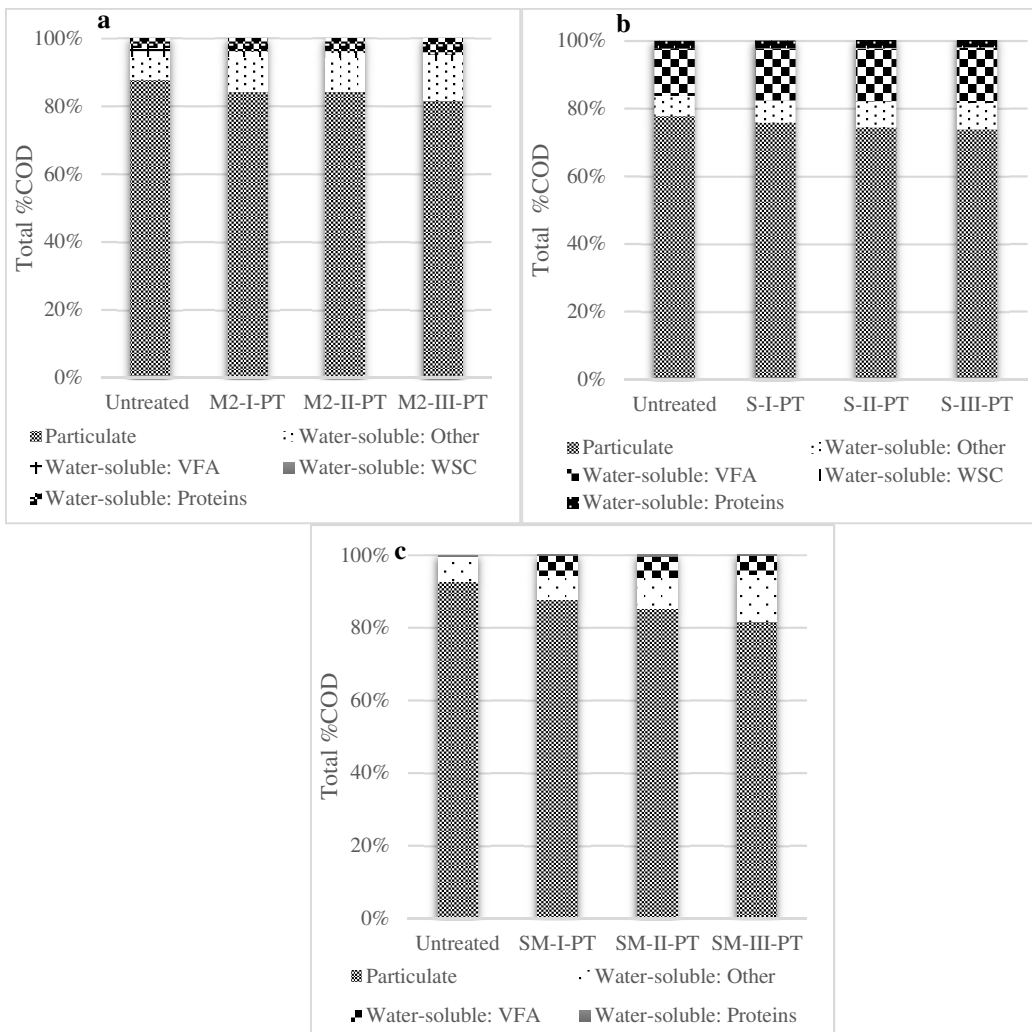 a
100%
80%
60%
40%
20%
0%
Total %COD
Untreated M2-I-PT M2-II-PT M2-III-PT
Particulate Water-soluble: Other
Water-soluble: VFA Water-soluble: WSC
Water-soluble: Proteins
b
100%
80%
60%
40%
20%
0%
Total %COD
Untreated S-I-PT S-II-PT S-III-PT
Particulate Water-soluble: Other
Water-soluble: VFA Water-soluble: WSC
Water-soluble: Proteins
c
100%
80%
60%
40%
20%
0%
Total %COD
Untreated SM-I-PT SM-II-PT SM-III-PT
Particulate Water-soluble: Other
Water-soluble: VFA Water-soluble: Proteins